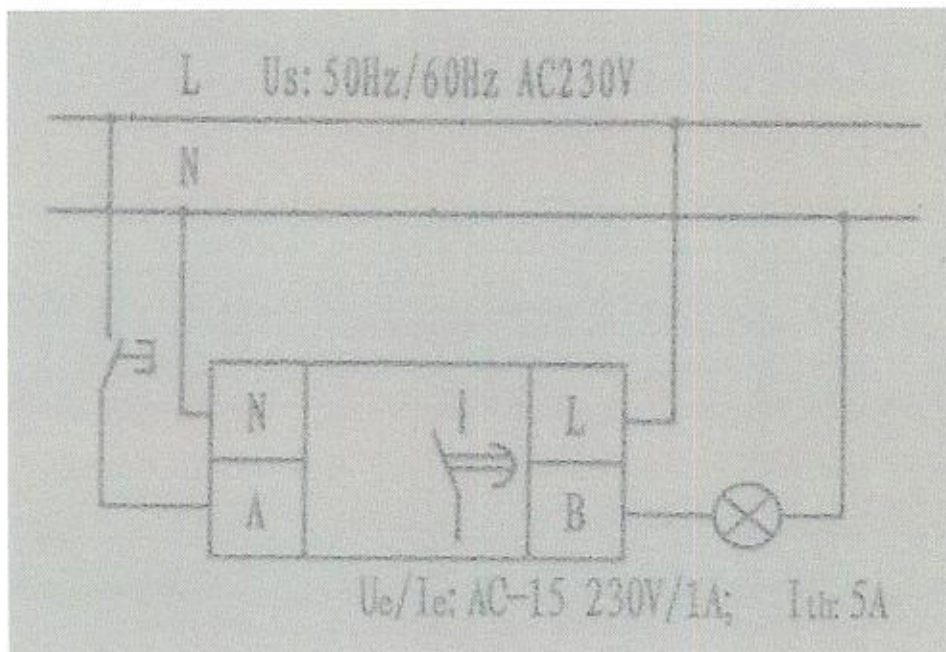 L Us: 50Hz/60Hz AC230V
N
N L
A B
Ue/Ie: AC-15 230V/1A; Ith: 5A